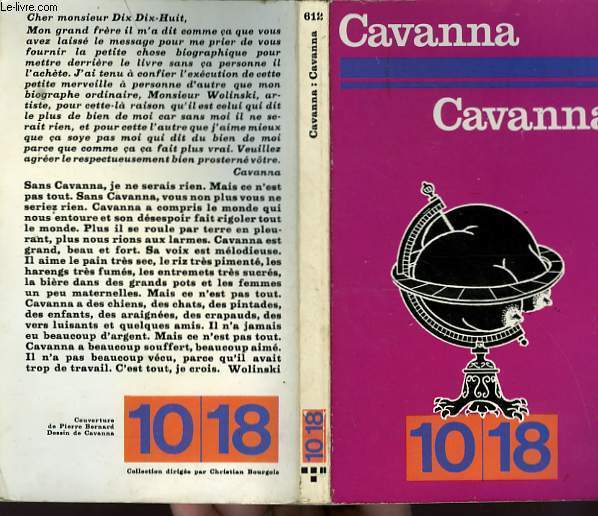 Le-livre.com
Cher monsieur Dix Dix-Huit,
Mon grand frère il m'a dit comme ça que vous
avez laissé le message pour me prier de vous
fournir la petite chose biographique pour
mettre derrière le livre sans ça personne il
l'achète. J'ai tenu à confier l'exécution de cette
petite merveille à personne d'autre que mon
biographe ordinaire, Monsieur Wolinski, ar-
tiste, pour cette-là raison qu'il est celui qui dit
le plus de bien de moi car sans moi il ne se-
rait rien, et pour cette l'autre que j'aime mieux
que ça soye pas moi qui dit du bien de moi
parce que comme ça ça fait plus vrai. Veuillez
agréer le respectueusement bien prosterné vôtre.
Cavanna
Sans Cavanna, je ne serais rien. Mais ce n'est
pas tout. Sans Cavanna, vous non plus vous ne
seriez rien. Cavanna a compris le monde qui
nous entoure et son désespoir fait rigoler tout
le monde. Plus il se roule par terre en pleu-
rant, plus nous rions aux larmes. Cavanna est
grand, beau et fort. Sa voix est mélodieuse.
Il aime le pain très sec, le riz très pimenté, les
harengs très fumés, les entremets très sucrés,
la bière dans des grands pots et les femmes
un peu maternelles. Mais ce n'est pas tout.
Cavanna a des chiens, des chats, des pintades,
des enfants, des araignées, des crapauds, des
vers luisants et quelques amis. Il n'a jamais
eu beaucoup d'argent. Mais ce n'est pas tout.
Cavanna a beaucoup souffert, beaucoup aimé.
Il n'a pas beaucoup vécu, parce qu'il avait
trop de travail. C'est tout, je crois. Wolinski
Couverture
de Pierre Bernard
Dessin de Cavanna
10|18
Collection dirigée par Christian Bourgois
612
Cavanna : Cavanna
10|18
Cavanna
Cavanna
10|18